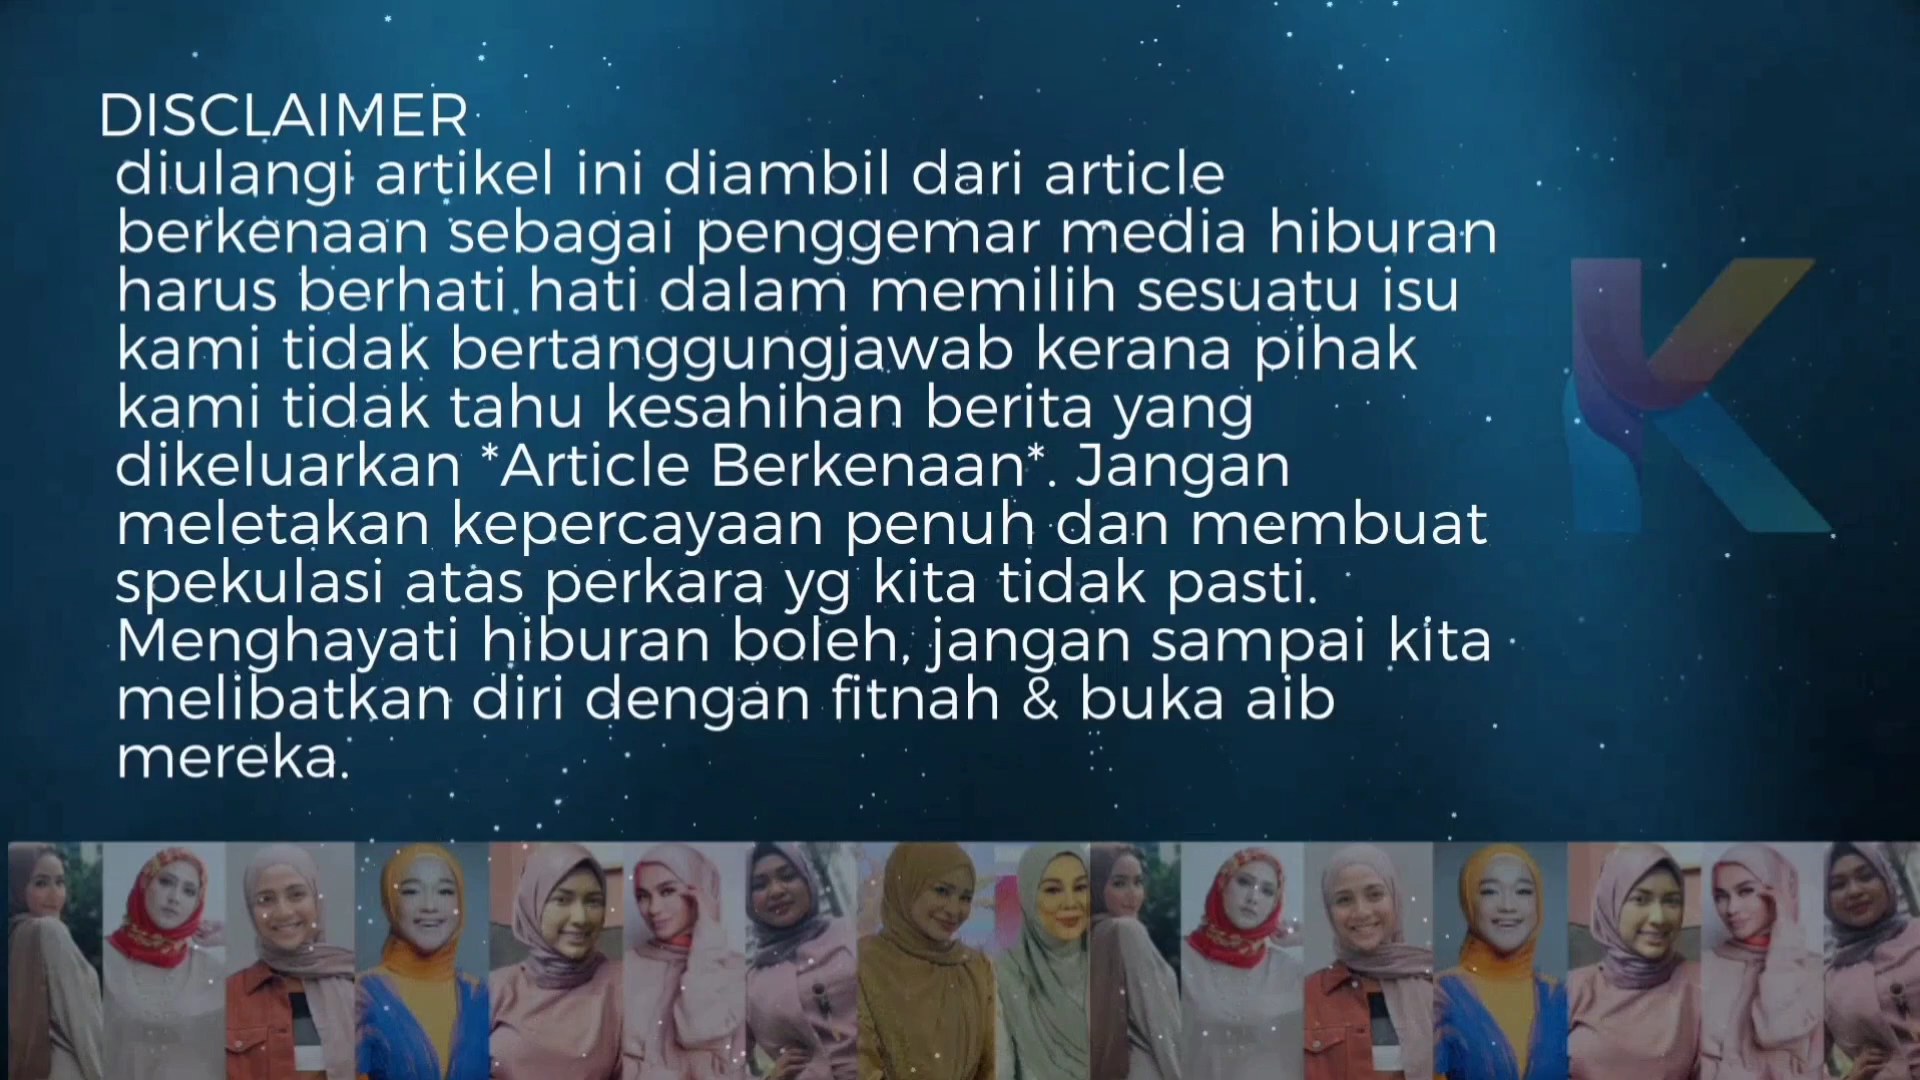 DISCLAIMER
diulangi artikel ini diambil dari article
berkenaan sebagai penggemar media hiburan
harus berhati hati dalam memilih sesuatu isu
kami tidak bertanggungjawab kerana pihak
kami tidak tahu kesahihan berita yang
dikeluarkan *Article Berkenaan*. Jangan
meletakan kepercayaan penuh dan membuat
spekulasi atas perkara yg kita tidak pasti.
Menghayati hiburan boleh, jangan sampai kita
melibatkan diri dengan fitnah & buka aib
mereka.
K